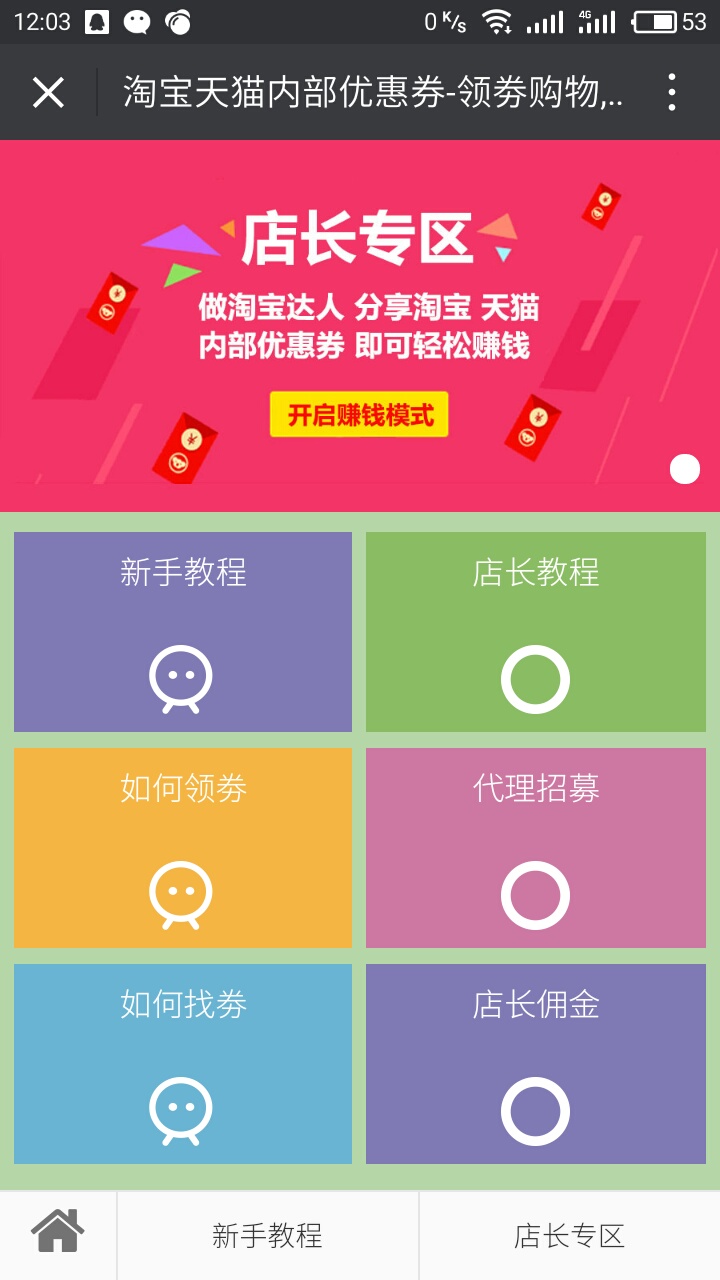 12:03
0 K/s
4G
53
淘宝天猫内部优惠券-领券购物,..
店长专区
做淘宝达人 分享淘宝 天猫
内部优惠券 即可轻松赚钱
开启赚钱模式
新手教程
店长教程
如何领劵
代理招募
如何找劵
店长佣金
新手教程
店长专区